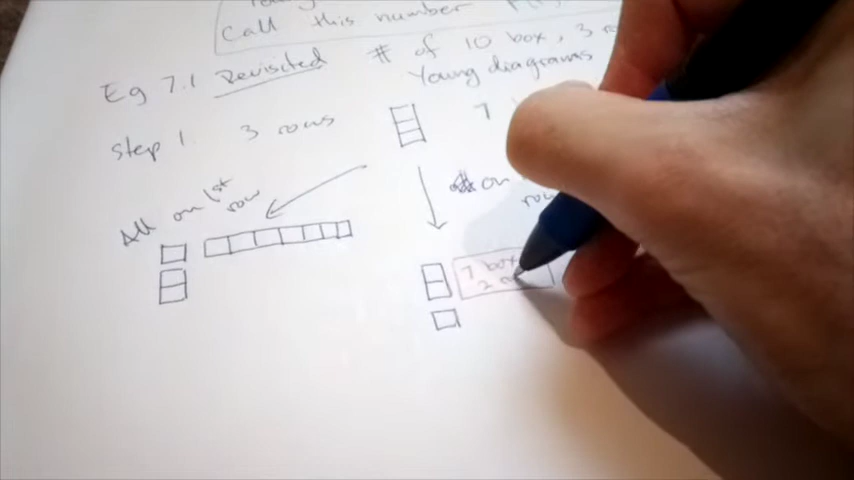 call this number
Eg 7.1 Revisited # of 10 box, 3
Young diagrams
Step 1. 3 rows 7
All on 1st row
on
row
7 box
2